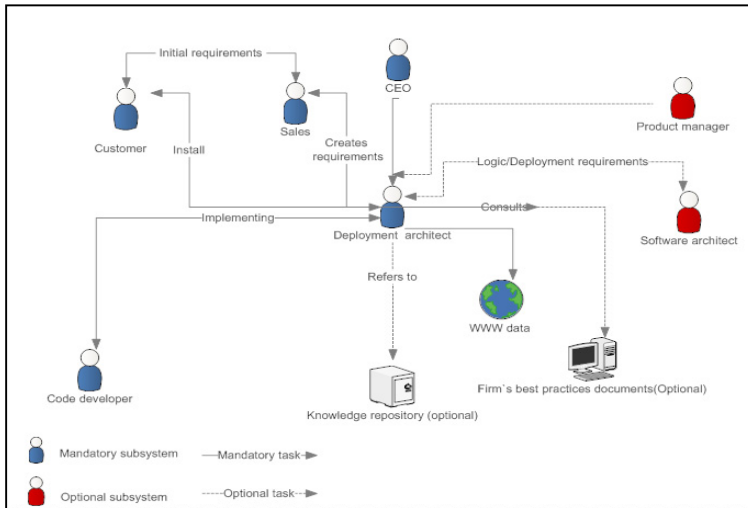 Initial requirements
CEO
Customer
Sales
Product manager
Install
Creates
requirements
Logic/Deployment requirements
Implementing
Consults
Deployment architect
Software architect
Refers to
WWW data
Code developer
Knowledge repository (optional)
Firm`s best practices documents(Optional)
Mandatory subsystem
Mandatory task
Optional subsystem
Optional task